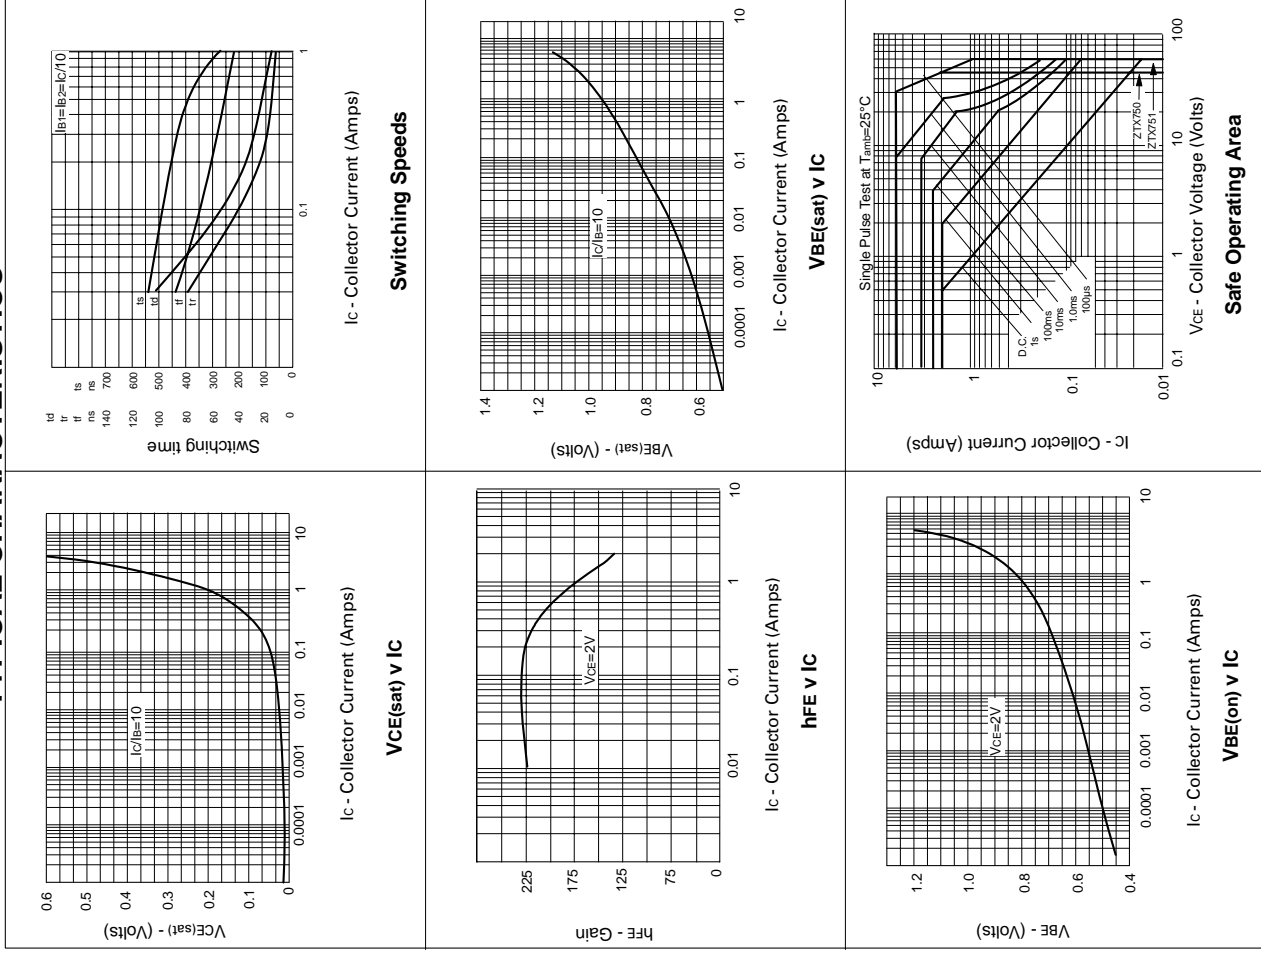 Switching time
td
tr
tf
ns
140
120
100
80
60
40
20
0
ts
ns
700
600
500
400
300
200
100
0
IB1=IB2=IC/10
ts
td
tf
tr
0.1
1
IC - Collector Current (Amps)
Switching Speeds
VCE(sat) - (Volts)
0.6
0.5
0.4
0.3
0.2
0.1
0
IC/IB=10
0.0001
0.001
0.01
0.1
1
10
IC - Collector Current (Amps)
VCE(sat) v IC
VBE(sat) - (Volts)
1.4
1.2
1.0
0.8
0.6
IC/IB=10
0.0001
0.001
0.01
0.1
1
10
IC - Collector Current (Amps)
VBE(sat) v IC
hFE - Gain
225
175
125
75
0
VCE=2V
0.01
0.1
1
10
IC - Collector Current (Amps)
hFE v IC
IC - Collector Current (Amps)
Single Pulse Test at Tamb=25°C
10
1
0.1
0.01
D.C.
1s
100ms
10ms
1.0ms
100µs
ZTX750
ZTX751
0.1
1
10
100
VCE - Collector Voltage (Volts)
Safe Operating Area
VBE - (Volts)
1.2
1.0
0.8
0.6
0.4
VCE=2V
0.0001
0.001
0.01
0.1
1
10
IC - Collector Current (Amps)
VBE(on) v IC